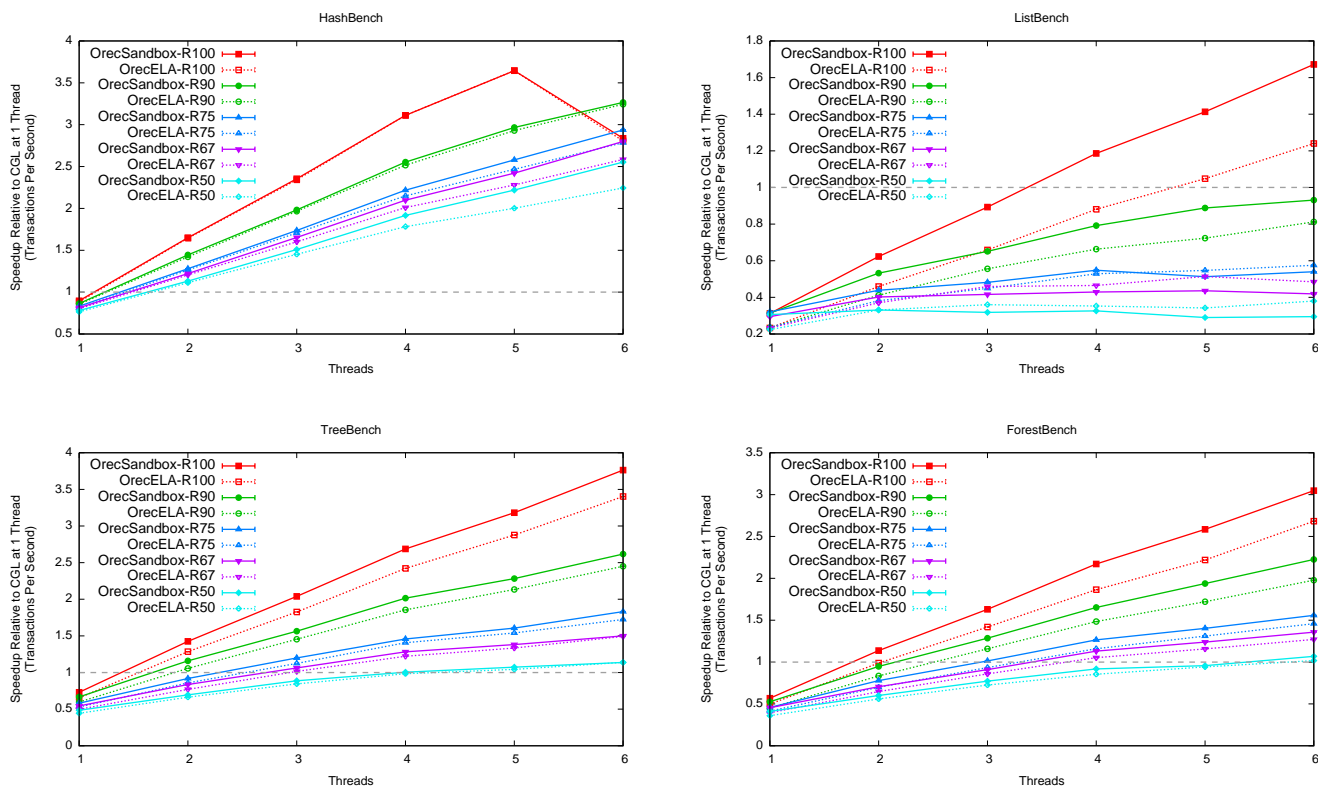 HashBench
Speedup Relative to CGL at 1 Thread
(Transactions Per Second)
4
3.5
3
2.5
2
1.5
1
0.5
OrecSandbox-R100
OrecELA-R100
OrecSandbox-R90
OrecELA-R90
OrecSandbox-R75
OrecELA-R75
OrecSandbox-R67
OrecELA-R67
OrecSandbox-R50
OrecELA-R50
1 2 3 4 5 6
Threads
ListBench
Speedup Relative to CGL at 1 Thread
(Transactions Per Second)
1.8
1.6
1.4
1.2
1
0.8
0.6
0.4
0.2
OrecSandbox-R100
OrecELA-R100
OrecSandbox-R90
OrecELA-R90
OrecSandbox-R75
OrecELA-R75
OrecSandbox-R67
OrecELA-R67
OrecSandbox-R50
OrecELA-R50
1 2 3 4 5 6
Threads
TreeBench
Speedup Relative to CGL at 1 Thread
(Transactions Per Second)
4
3.5
3
2.5
2
1.5
1
0.5
0
OrecSandbox-R100
OrecELA-R100
OrecSandbox-R90
OrecELA-R90
OrecSandbox-R75
OrecELA-R75
OrecSandbox-R67
OrecELA-R67
OrecSandbox-R50
OrecELA-R50
1 2 3 4 5 6
Threads
ForestBench
Speedup Relative to CGL at 1 Thread
(Transactions Per Second)
3.5
3
2.5
2
1.5
1
0.5
0
OrecSandbox-R100
OrecELA-R100
OrecSandbox-R90
OrecELA-R90
OrecSandbox-R75
OrecELA-R75
OrecSandbox-R67
OrecELA-R67
OrecSandbox-R50
OrecELA-R50
1 2 3 4 5 6
Threads